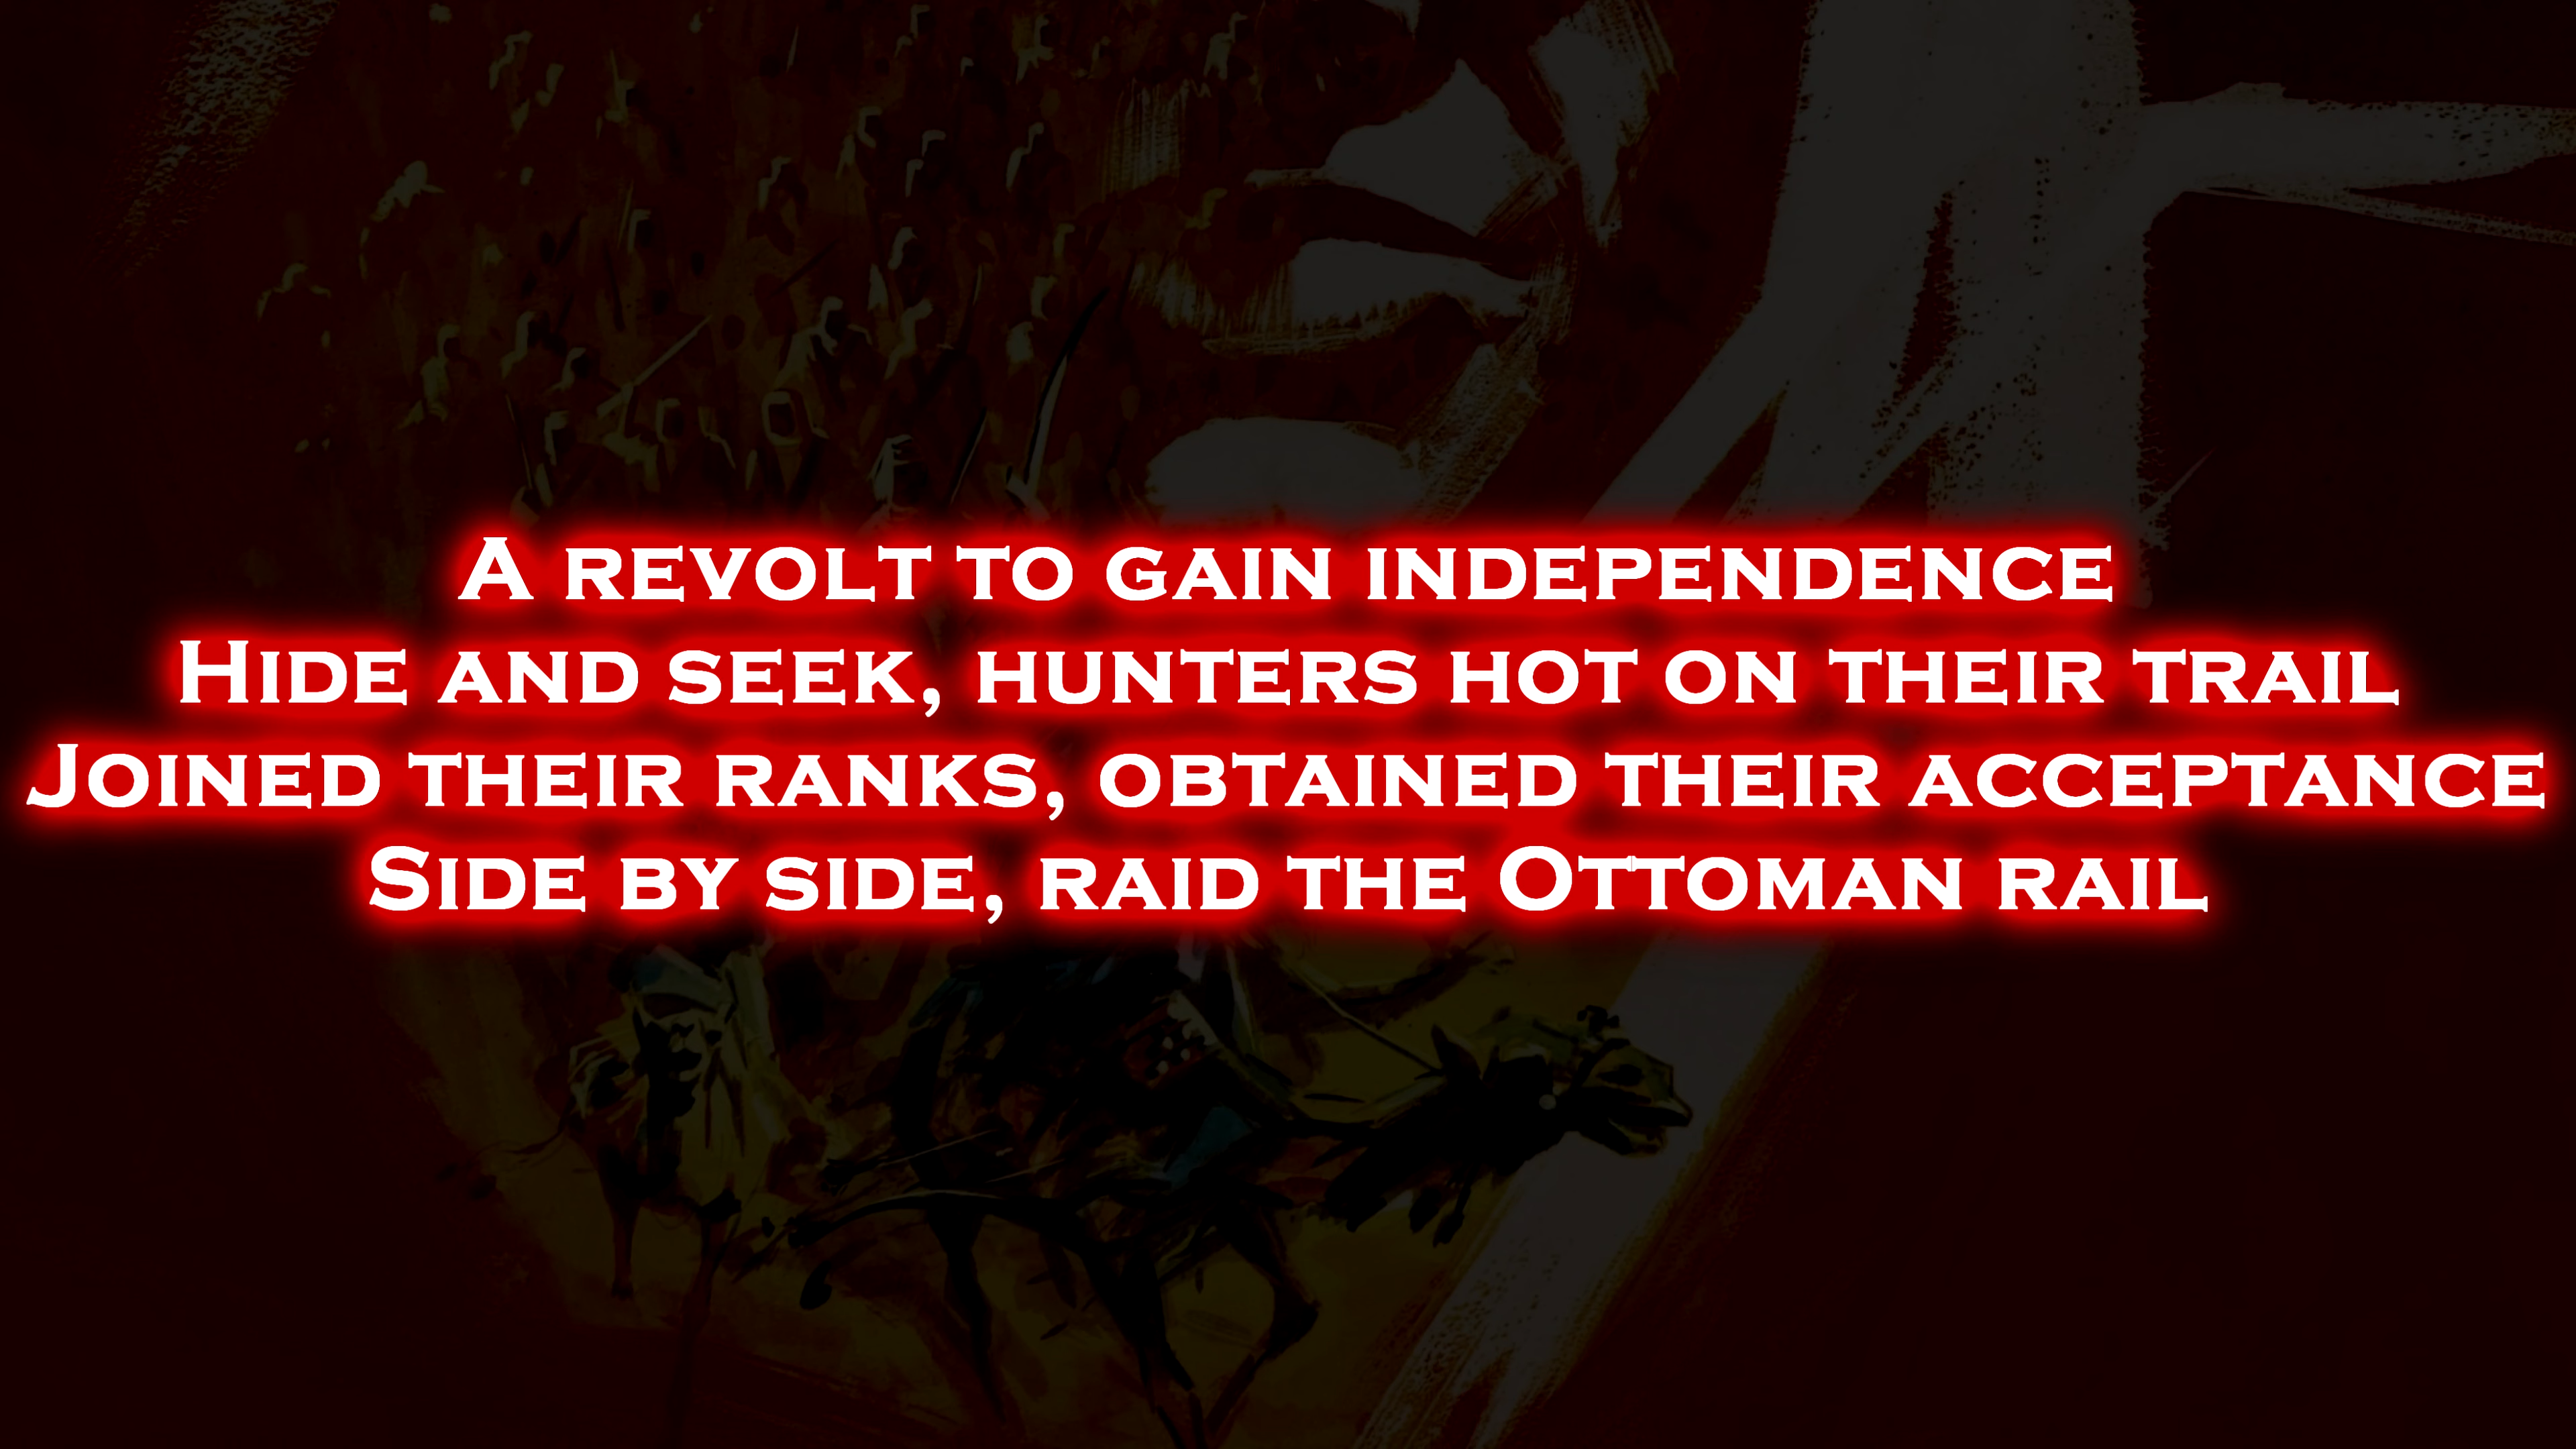 A revolt to gain independence
Hide and seek, hunters hot on their trail
Joined their ranks, obtained their acceptance
Side by side, raid the Ottoman rail